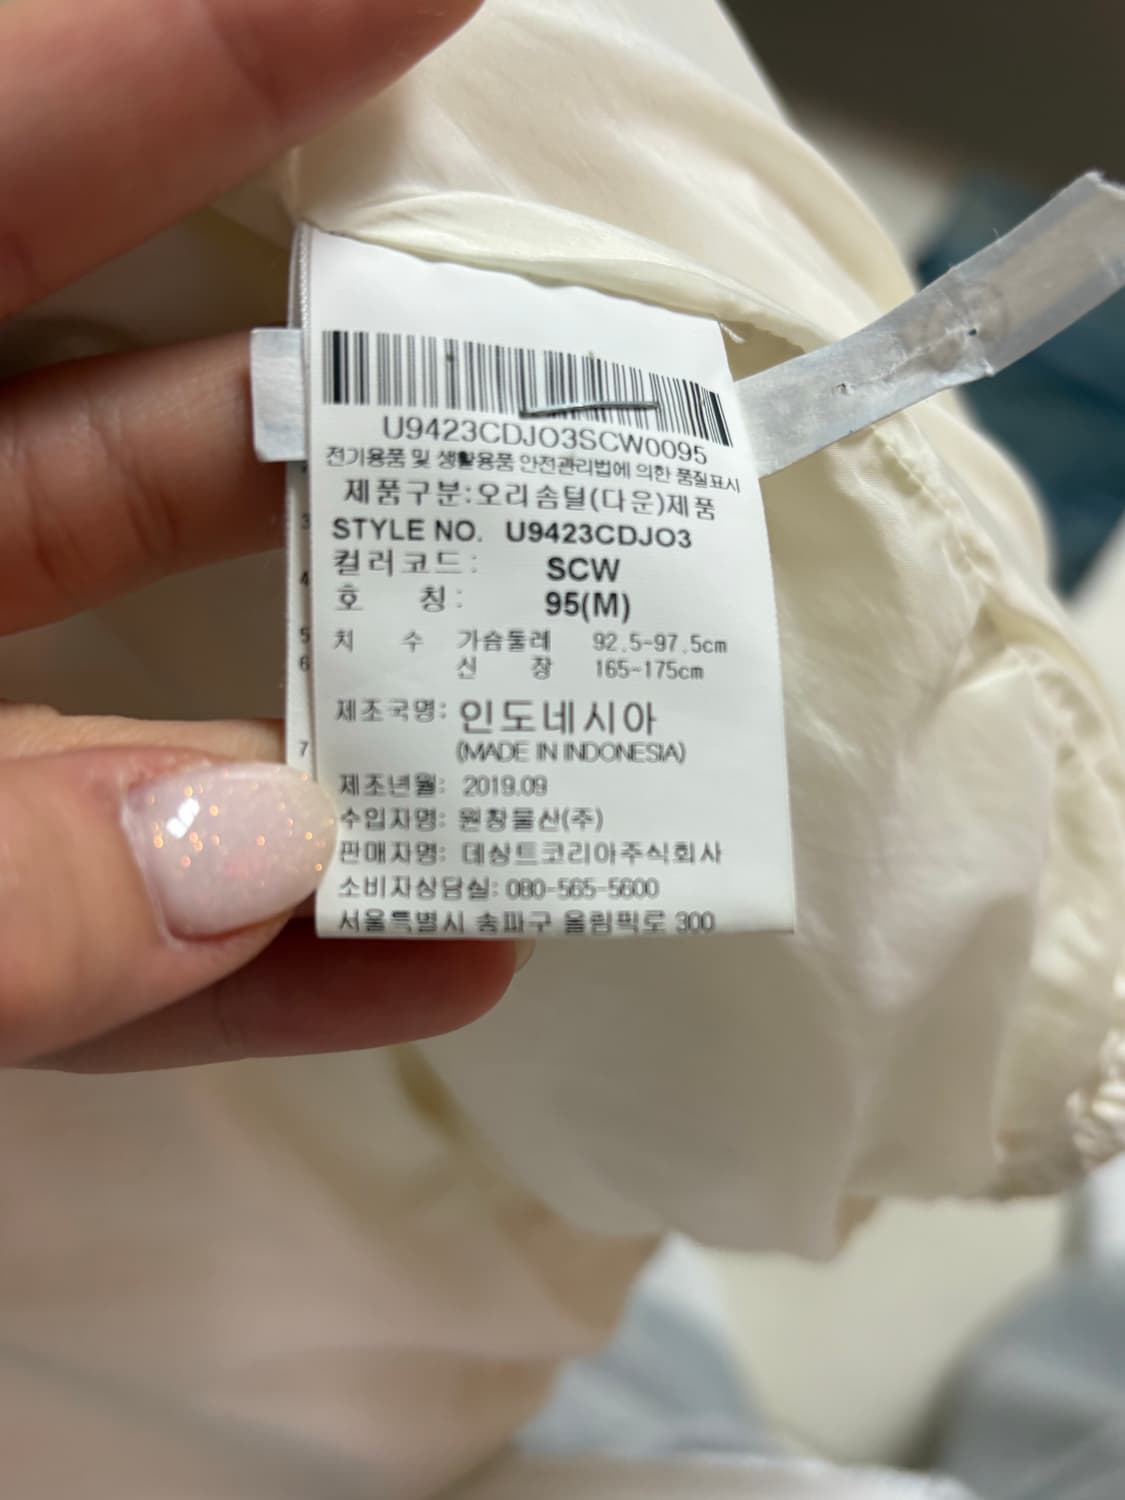 U9423CDJO3SCW0095
전기용품 및 생활용품 안전관리법에 의한 품질표시
제품구분:오리솜털(다운)제품
STYLE NO. U9423CDJO3
컬러코드: SCW
호 칭: 95(M)
치 수 가슴둘레 92.5~97.5cm
신 장 165~175cm
제조국명: 인도네시아
(MADE IN INDONESIA)
제조년월: 2019.09
수입자명: 원창물산(주)
판매자명: 데상트코리아주식회사
소비자상담실: 080-565-5600
서울특별시 송파구 올림픽로 300
3
4
5
6
7